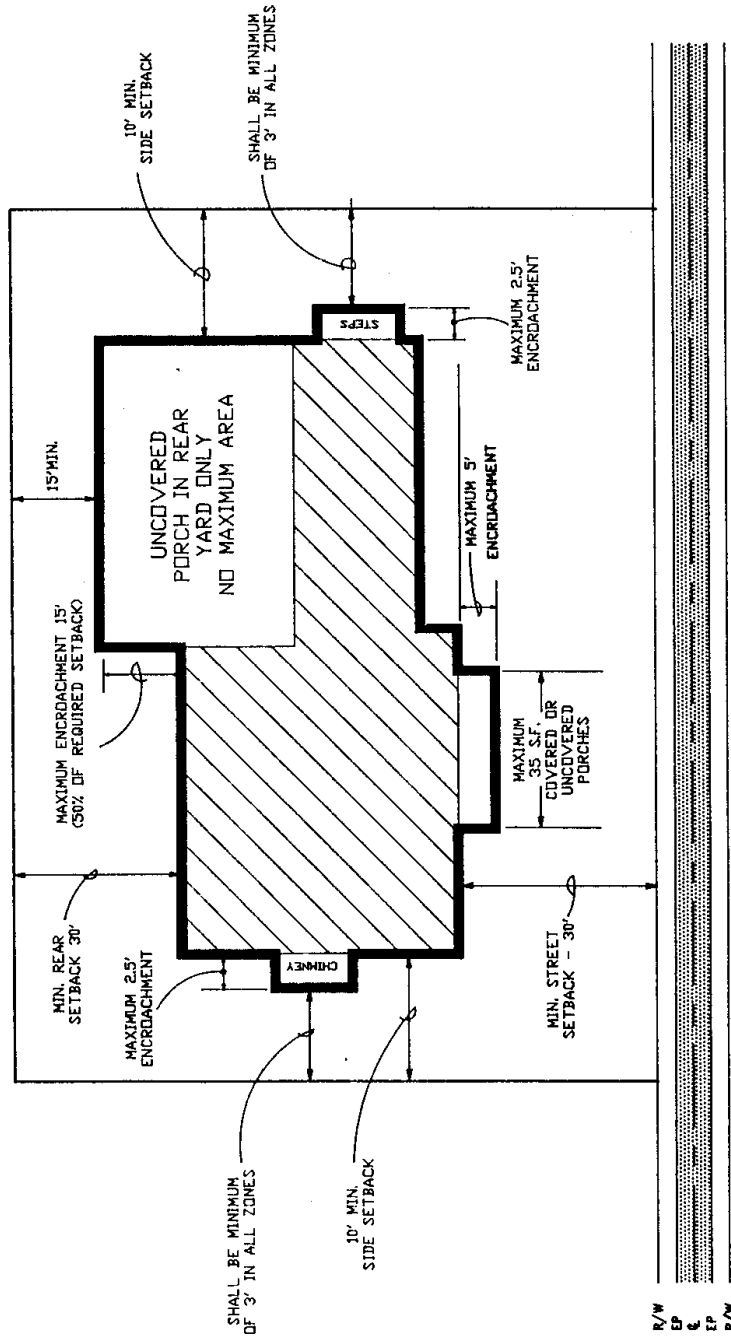 SHALL BE MINIMUM
OF 3' IN ALL ZONES
10' MIN.
SIDE SETBACK
MIN. REAR
SETBACK 30'
MAXIMUM 2.5'
ENCROACHMENT
CHIMNEY
MIN. STREET
SETBACK - 30'
MAXIMUM ENCROACHMENT 15'
(50% OF REQUIRED SETBACK)
15'MIN.
UNCOVERED
PORCH IN REAR
YARD ONLY
NO MAXIMUM AREA
MAXIMUM
35 S.F.
COVERED OR
UNCOVERED
PORCHES
MAXIMUM 5'
ENCROACHMENT
STEPS
MAXIMUM 2.5'
ENCROACHMENT
10' MIN.
SIDE SETBACK
SHALL BE MINIMUM
OF 3' IN ALL ZONES
R/W
EP
℄
EP
R/W